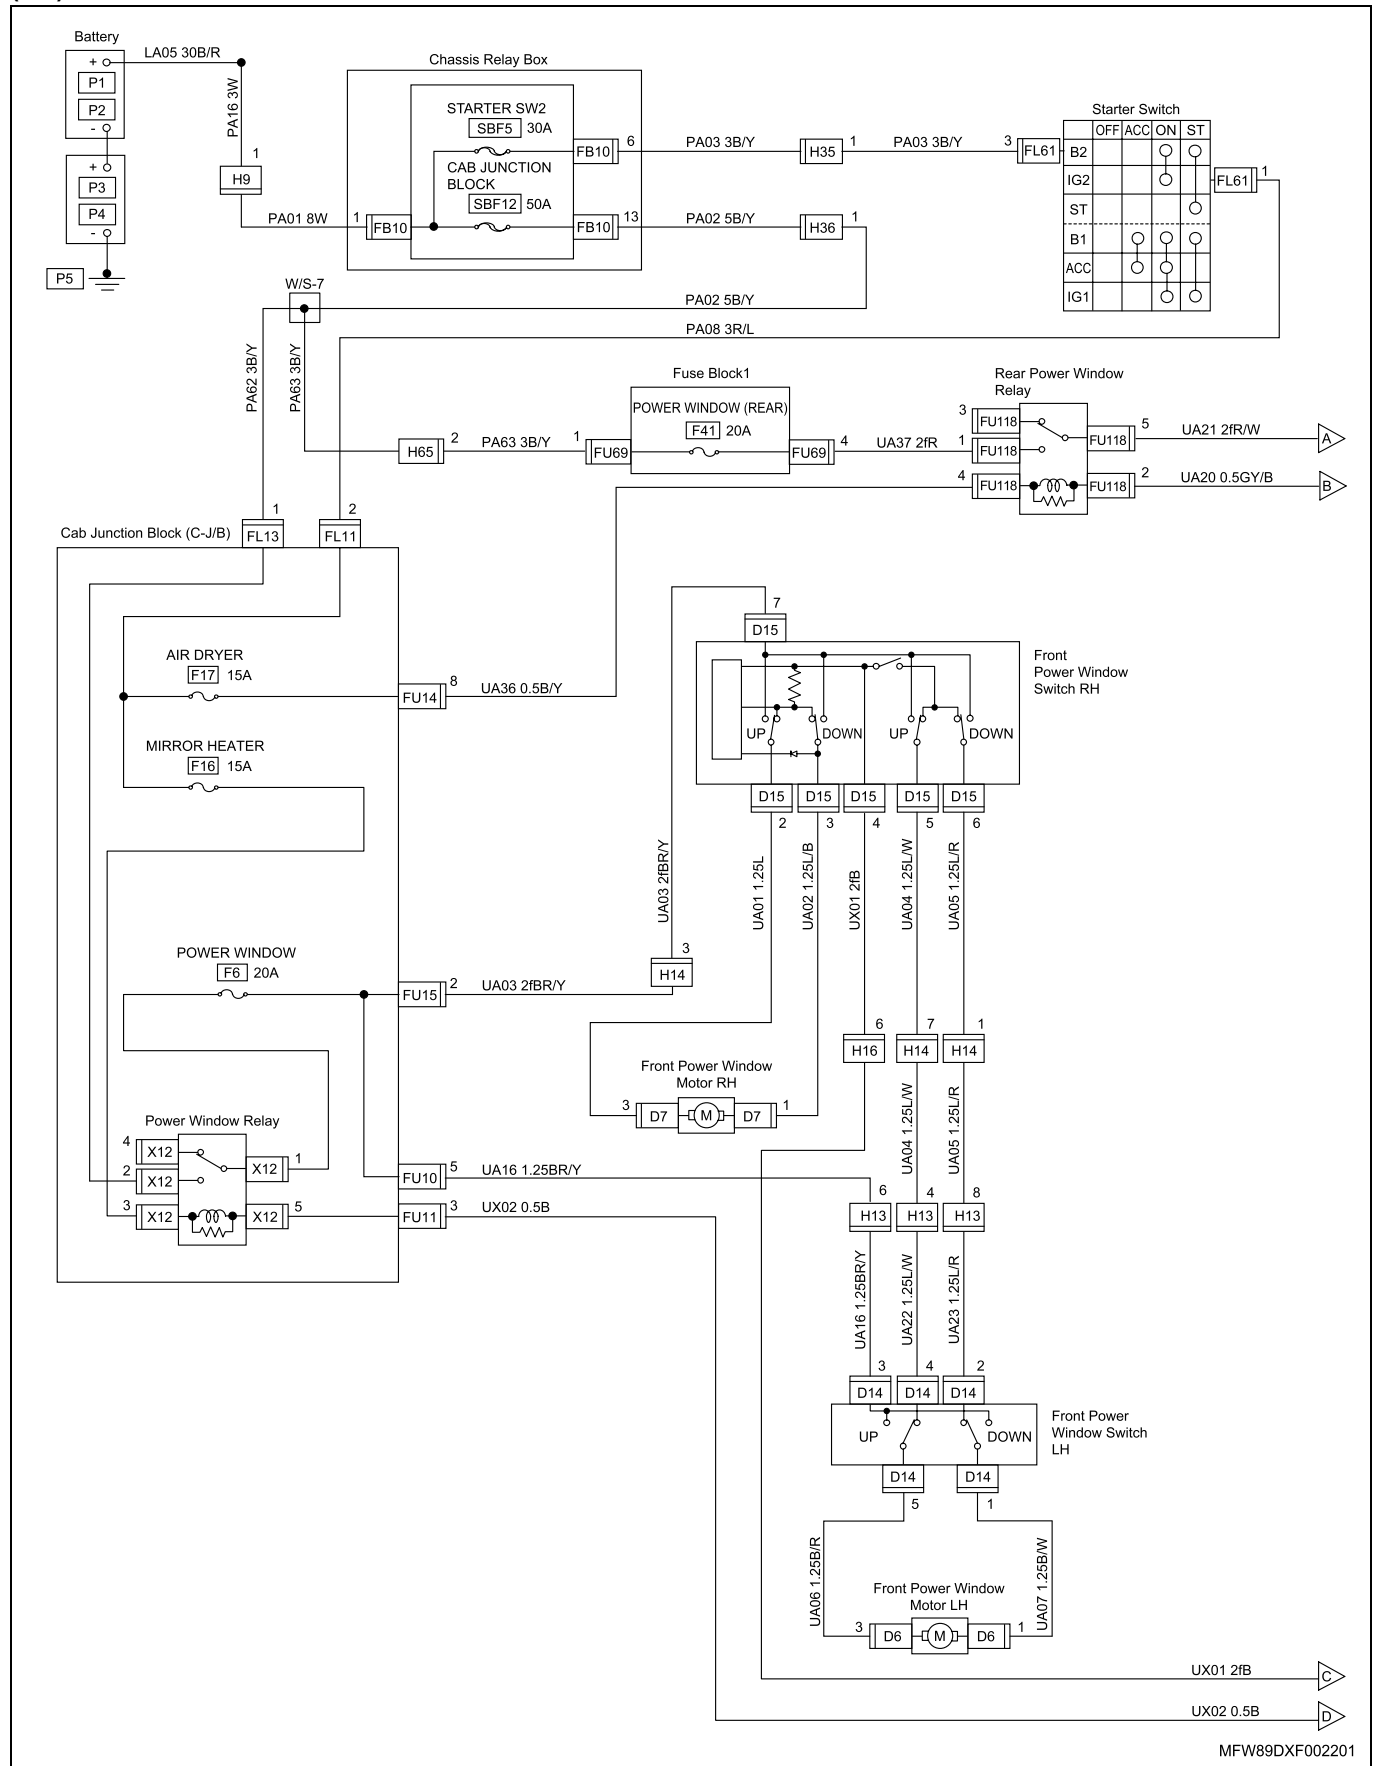 Battery
LA05 30B/R
+
P1
P2
-
+
P3
P4
-
P5
PA16 3W
1
H9
PA01 8W
Chassis Relay Box
STARTER SW2
SBF5 30A
CAB JUNCTION
BLOCK
SBF12 50A
1
FB10
FB10
6
FB10
13
PA03 3B/Y
1
H35
PA03 3B/Y
3
FL61
PA02 5B/Y
1
H36
Starter Switch
OFF ACC ON ST
B2
IG2
ST
B1
ACC
IG1
FL61
1
W/S-7
PA02 5B/Y
PA08 3R/L
PA62 3B/Y
PA63 3B/Y
Fuse Block1
POWER WINDOW (REAR)
F41 20A
2
H65
PA63 3B/Y
1
FU69
FU69
4
UA37 2fR
Rear Power Window
Relay
3
FU118
1
FU118
4
FU118
5
FU118
2
FU118
UA21 2fR/W
A
UA20 0.5GY/B
B
1
FL13
2
FL11
Cab Junction Block (C-J/B)
AIR DRYER
F17 15A
8
FU14
UA36 0.5B/Y
MIRROR HEATER
F16 15A
7
D15
Front
Power Window
Switch RH
UP
DOWN
UP
DOWN
D15
D15
D15
D15
D15
2
3
4
5
6
UA03 2fBR/Y
UA01 1.25L
UA02 1.25L/B
UX01 2fB
UA04 1.25L/W
UA05 1.25L/R
POWER WINDOW
F6 20A
2
FU15
UA03 2fBR/Y
3
H14
6
H16
7
H14
1
H14
Front Power Window
Motor RH
3
D7
M
D7
1
UA04 1.25L/W
UA05 1.25L/R
Power Window Relay
4
X12
2
X12
3
X12
1
X12
5
X12
5
FU10
UA16 1.25BR/Y
3
FU11
UX02 0.5B
6
H13
4
H13
8
H13
UA16 1.25BR/Y
UA22 1.25L/W
UA23 1.25L/R
3
D14
4
D14
2
D14
UP
DOWN
Front Power
Window Switch
LH
D14
D14
5
1
UA06 1.25B/R
UA07 1.25B/W
Front Power Window
Motor LH
3
D6
M
D6
1
UX01 2fB
C
UX02 0.5B
D
MFW89DXF002201